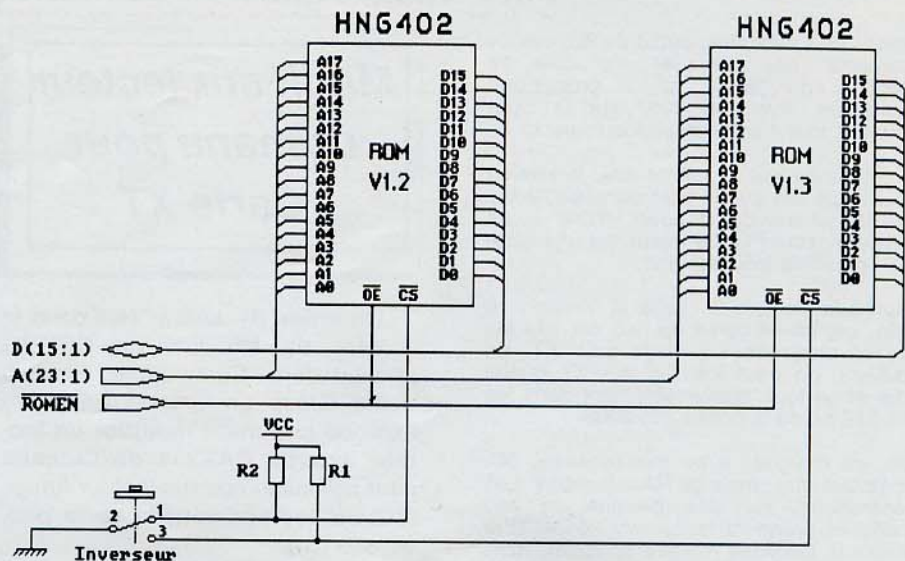 HN6402
A17
A16
A15
A14
A13
A12
A11
A10
A9
A8
A7
A6
A5
A4
A3
A2
A1
A0
D15
D14
D13
D12
D11
D10
D9
D8
D7
D6
D5
D4
D3
D2
D1
D0
ROM
V1.2
OE CS
HN6402
A17
A16
A15
A14
A13
A12
A11
A10
A9
A8
A7
A6
A5
A4
A3
A2
A1
A0
D15
D14
D13
D12
D11
D10
D9
D8
D7
D6
D5
D4
D3
D2
D1
D0
ROM
V1.3
OE CS
D(15:1)
A(23:1)
ROMEN
VCC
R2 R1
2 1
3
Inverseur